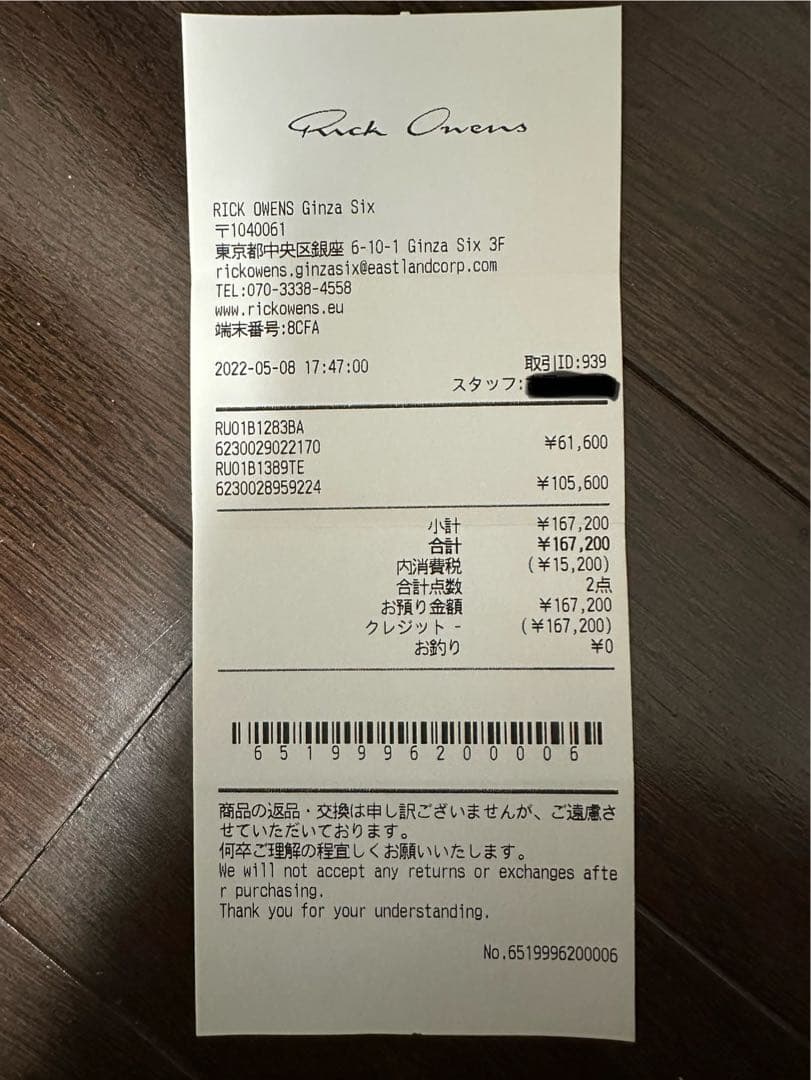 Rick Owens
RICK OWENS Ginza Six
〒1040061
東京都中央区銀座 6-10-1 Ginza Six 3F
rickowens.ginzasix@eastlandcorp.com
TEL:070-3338-4558
www.rickowens.eu
端末番号:8CFA
2022-05-08 17:47:00 取引ID:939
スタッフ:
RU01B1283BA
6230029022170 ¥61,600
RU01B1389TE
6230028959224 ¥105,600
小計 ¥167,200
合計 ¥167,200
内消費税 (¥15,200)
合計点数 2点
お預り金額 ¥167,200
クレジット - (¥167,200)
お釣り ¥0
6519996200006
商品の返品・交換は申し訳ございませんが、ご遠慮さ
せていただいております。
何卒ご理解の程宜しくお願いいたします。
We will not accept any returns or exchanges afte
r purchasing.
Thank you for your understanding.
No.6519996200006